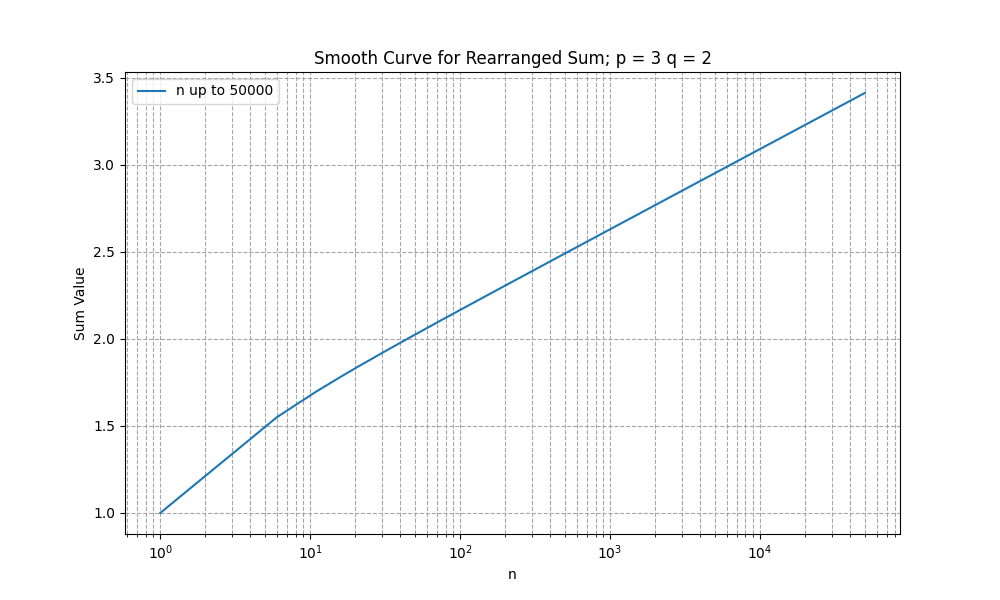 Smooth Curve for Rearranged Sum; p = 3 q = 2
n up to 50000
Sum Value
3.5
3.0
2.5
2.0
1.5
1.0
10⁰ 10¹ 10² 10³ 10⁴
n